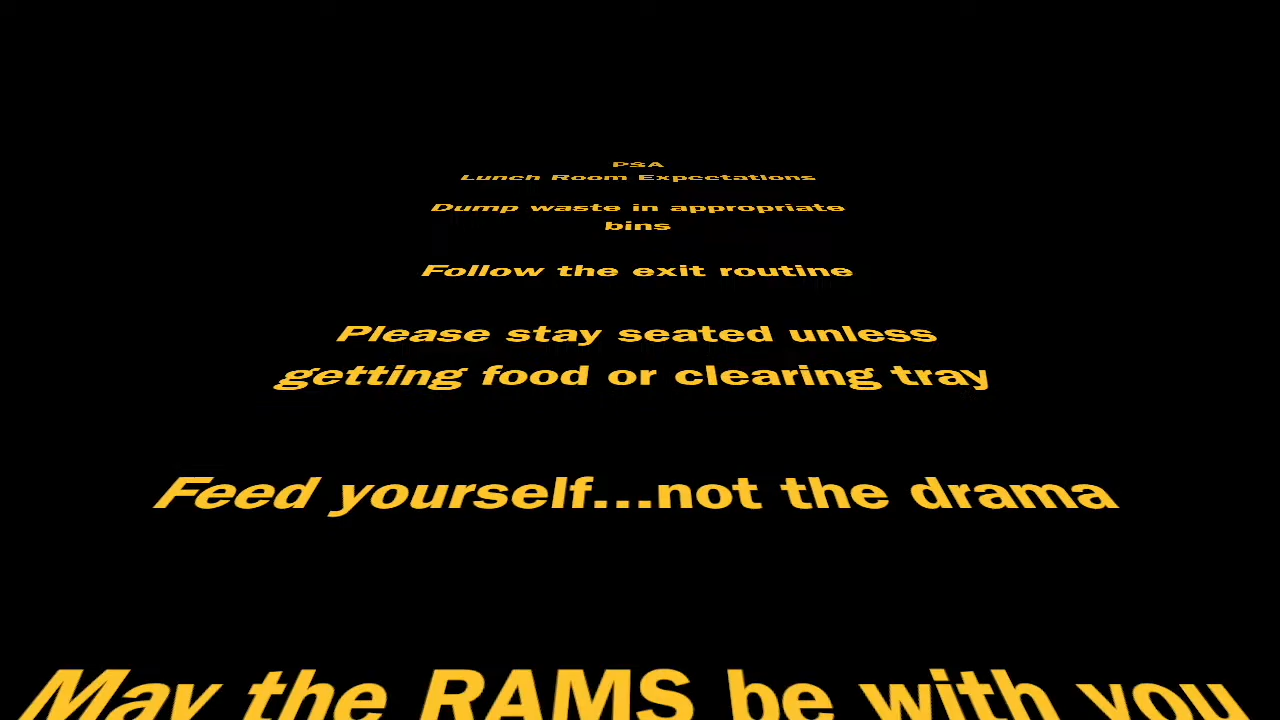 PSA
Lunch Room Expectations
Dump waste in appropriate
bins
Follow the exit routine
Please stay seated unless
getting food or clearing tray
Feed yourself...not the drama
May the RAMS be with you